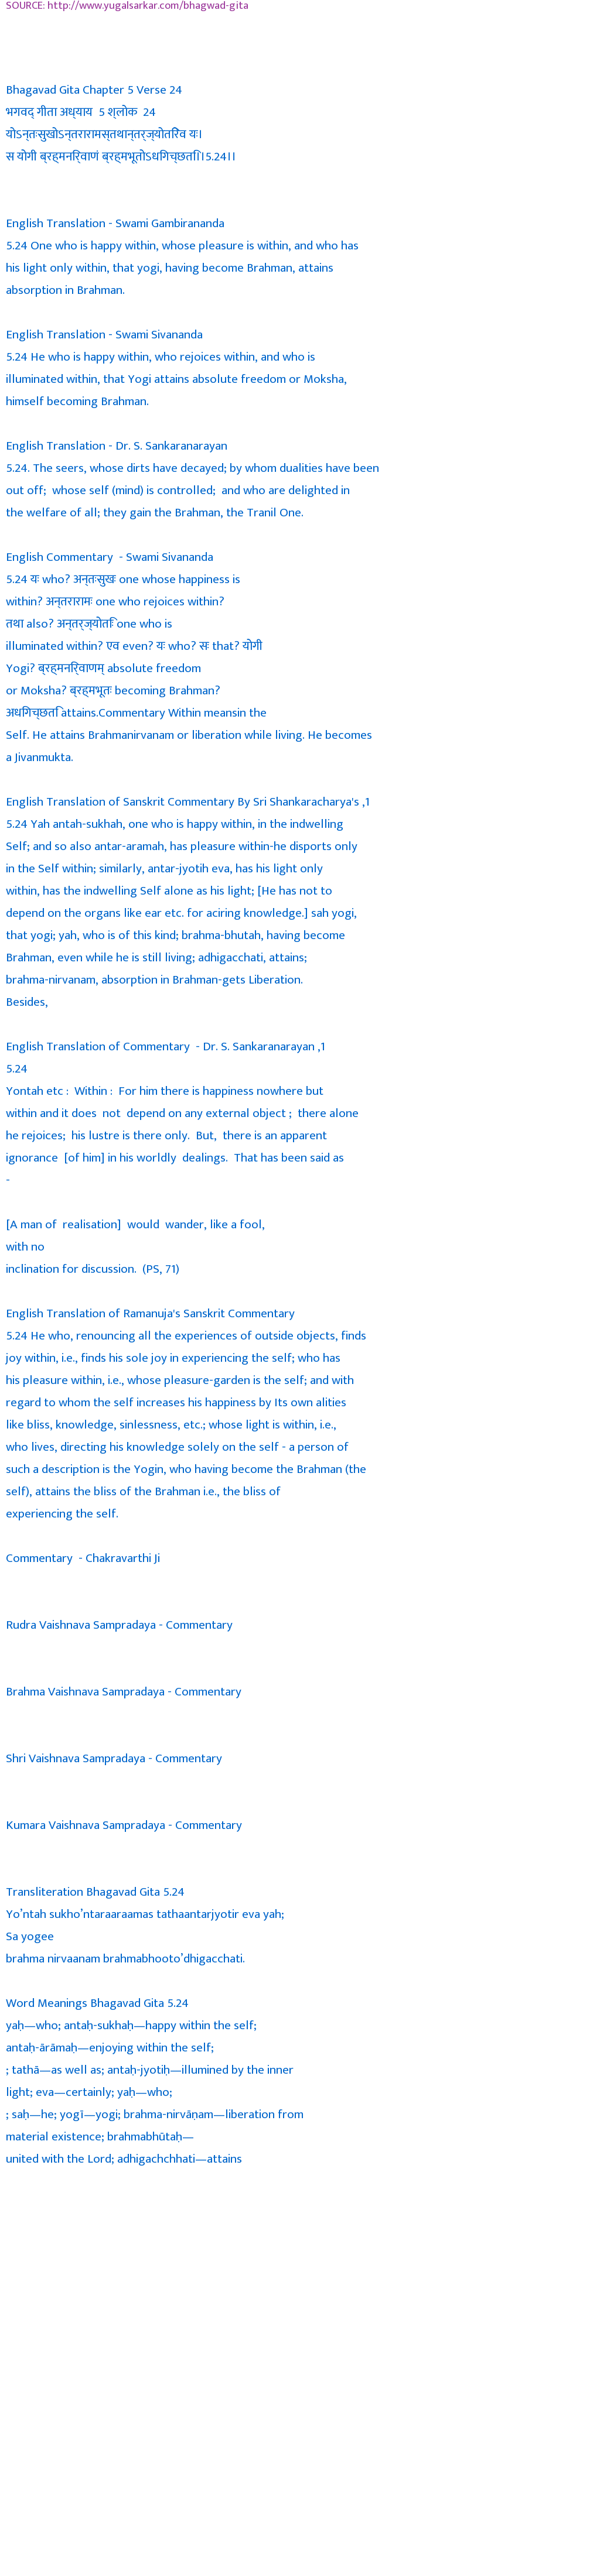 SOURCE: http://www.yugalsarkar.com/bhagwad-gita
Bhagavad Gita Chapter 5 Verse 24
भगवद् गीता अध्याय 5 श्लोक 24
योऽन्तःसुखोऽन्तरारामस्तथान्तर्ज्योतिरेव यः।
स योगी ब्रह्मनिर्वाणं ब्रह्मभूतोऽधिगच्छति।।5.24।।
English Translation - Swami Gambirananda
5.24 One who is happy within, whose pleasure is within, and who has
his light only within, that yogi, having become Brahman, attains
absorption in Brahman.
English Translation - Swami Sivananda
5.24 He who is happy within, who rejoices within, and who is
illuminated within, that Yogi attains absolute freedom or Moksha,
himself becoming Brahman.
English Translation - Dr. S. Sankaranarayan
5.24. The seers, whose dirts have decayed; by whom dualities have been
out off; whose self (mind) is controlled; and who are delighted in
the welfare of all; they gain the Brahman, the Tranil One.
English Commentary - Swami Sivananda
5.24 यः who? अन्तःसुखः one whose happiness is
within? अन्तरारामः one who rejoices within?
तथा also? अन्तर्ज्योतिः one who is
illuminated within? एव even? यः who? सः that? योगी
Yogi? ब्रह्मनिर्वाणम् absolute freedom
or Moksha? ब्रह्मभूतः becoming Brahman?
अधिगच्छति attains.Commentary Within meansin the
Self. He attains Brahmanirvanam or liberation while living. He becomes
a Jivanmukta.
English Translation of Sanskrit Commentary By Sri Shankaracharya's ,1
5.24 Yah antah-sukhah, one who is happy within, in the indwelling
Self; and so also antar-aramah, has pleasure within-he disports only
in the Self within; similarly, antar-jyotih eva, has his light only
within, has the indwelling Self alone as his light; [He has not to
depend on the organs like ear etc. for aciring knowledge.] sah yogi,
that yogi; yah, who is of this kind; brahma-bhutah, having become
Brahman, even while he is still living; adhigacchati, attains;
brahma-nirvanam, absorption in Brahman-gets Liberation.
Besides,
English Translation of Commentary - Dr. S. Sankaranarayan ,1
5.24
Yontah etc : Within : For him there is happiness nowhere but
within and it does not depend on any external object ; there alone
he rejoices; his lustre is there only. But, there is an apparent
ignorance [of him] in his worldly dealings. That has been said as
-
[A man of realisation] would wander, like a fool,
with no
inclination for discussion. (PS, 71)
English Translation of Ramanuja's Sanskrit Commentary
5.24 He who, renouncing all the experiences of outside objects, finds
joy within, i.e., finds his sole joy in experiencing the self; who has
his pleasure within, i.e., whose pleasure-garden is the self; and with
regard to whom the self increases his happiness by Its own alities
like bliss, knowledge, sinlessness, etc.; whose light is within, i.e.,
who lives, directing his knowledge solely on the self - a person of
such a description is the Yogin, who having become the Brahman (the
self), attains the bliss of the Brahman i.e., the bliss of
experiencing the self.
Commentary - Chakravarthi Ji
Rudra Vaishnava Sampradaya - Commentary
Brahma Vaishnava Sampradaya - Commentary
Shri Vaishnava Sampradaya - Commentary
Kumara Vaishnava Sampradaya - Commentary
Transliteration Bhagavad Gita 5.24
Yo’ntah sukho’ntaraaraamas tathaantarjyotir eva yah;
Sa yogee
brahma nirvaanam brahmabhooto’dhigacchati.
Word Meanings Bhagavad Gita 5.24
yaḥ—who; antaḥ-sukhaḥ—happy within the self;
antaḥ-ārāmaḥ—enjoying within the self;
; tathā—as well as; antaḥ-jyotiḥ—illumined by the inner
light; eva—certainly; yaḥ—who;
; saḥ—he; yogī—yogi; brahma-nirvāṇam—liberation from
material existence; brahmabhūtaḥ—
united with the Lord; adhigachchhati—attains